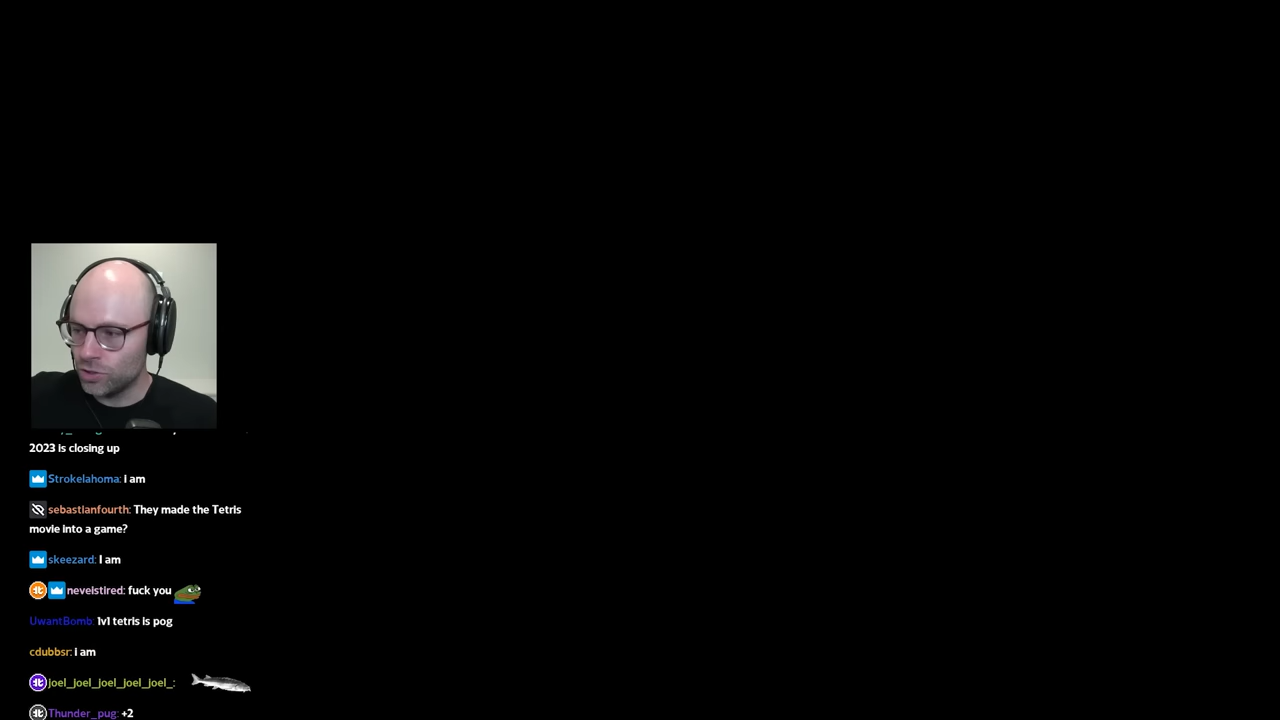 2023 is closing up
Strokelahoma: I am
sebastianfourth: They made the Tetris
movie into a game?
skeezard: I am
neveistired: fuck you
UwantBomb: 1v1 tetris is pog
cdubbsr: i am
joel_joel_joel_joel_joel_:
Thunder_pug: +2